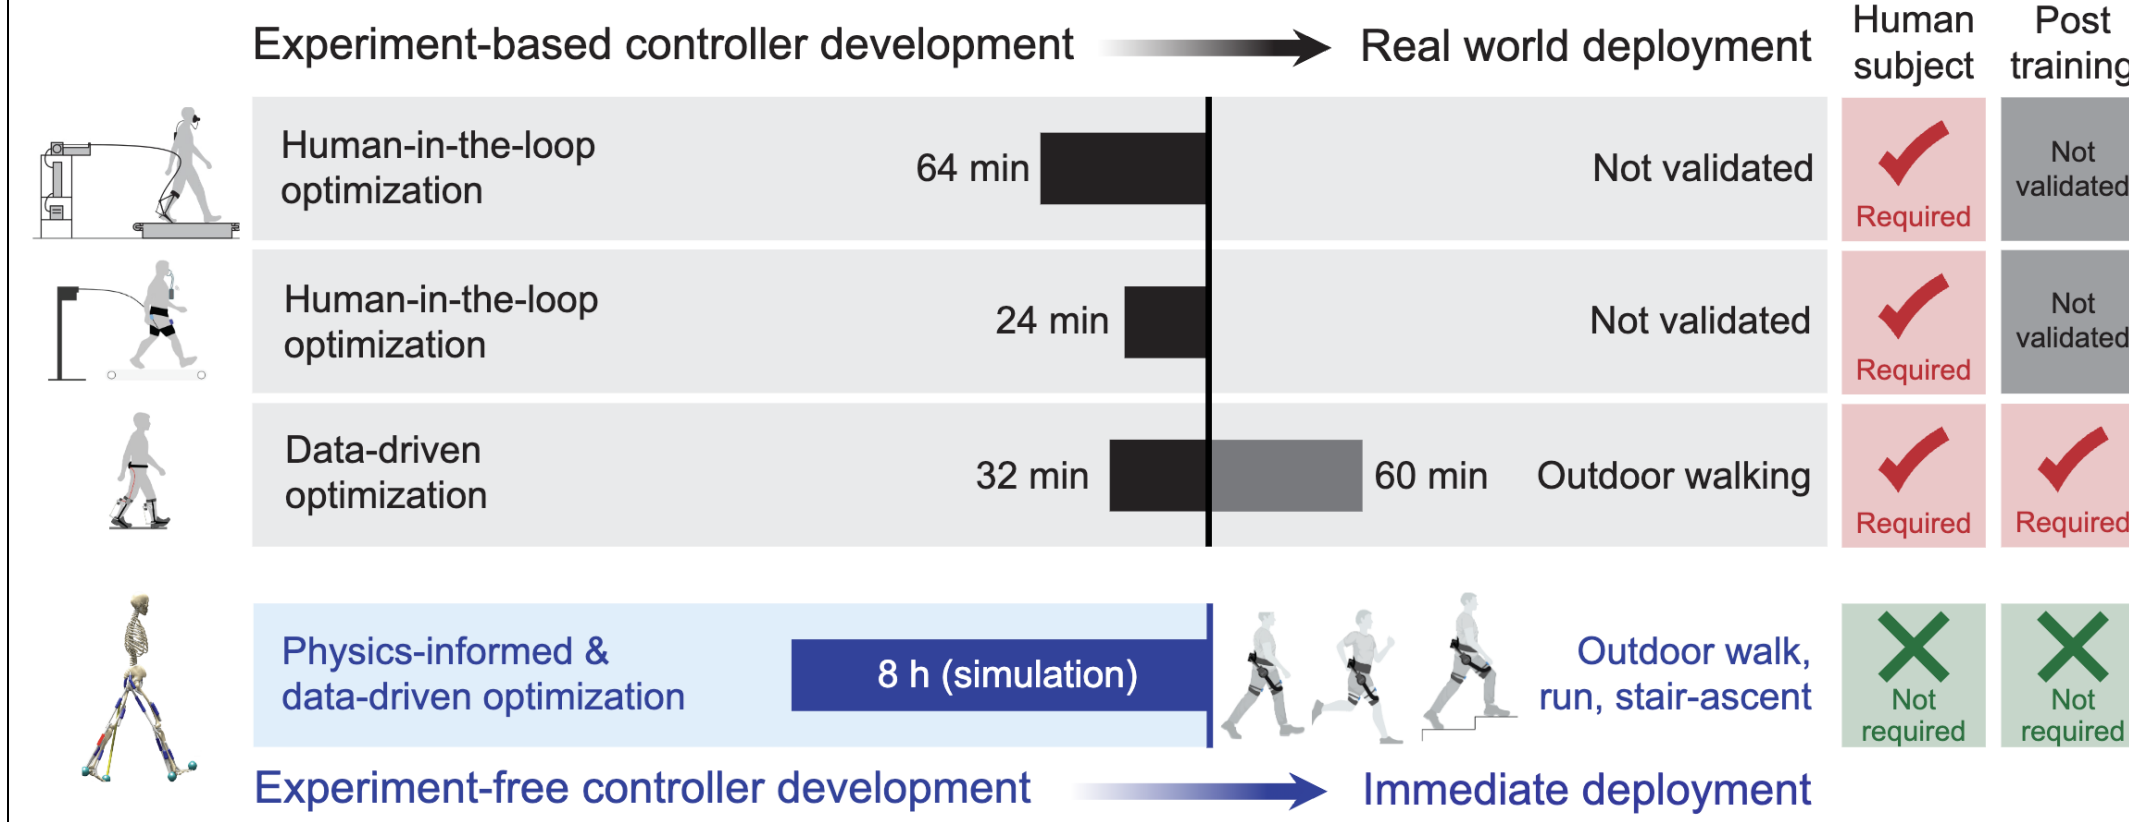 Experiment-based controller development
Real world deployment
Human
subject
Post
training
Human-in-the-loop
optimization
64 min
Not validated
Required
Not
validated
Human-in-the-loop
optimization
24 min
Not validated
Required
Not
validated
Data-driven
optimization
32 min
60 min
Outdoor walking
Required
Required
Physics-informed &
data-driven optimization
8 h (simulation)
Outdoor walk,
run, stair-ascent
Not
required
Not
required
Experiment-free controller development
Immediate deployment